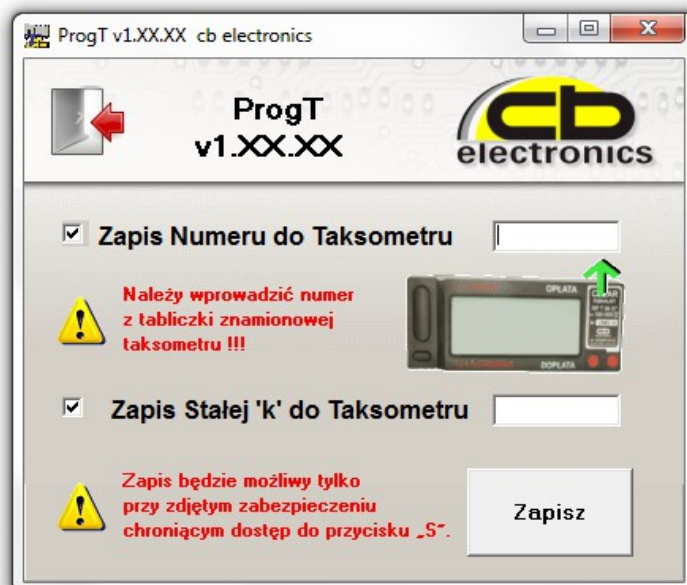 ProgT v1.XX.XX cb electronics
ProgT
v1.XX.XX
cb
electronics
Zapis Numeru do Taksometru
Należy wprowadzić numer
z tabliczki znamionowej
taksometru !!!
OPŁATA
DOPŁATA
Zapis Stałej 'k' do Taksometru
Zapis będzie możliwy tylko
przy zdjętym zabezpieczeniu
chroniącym dostęp do przycisku „S”.
Zapisz